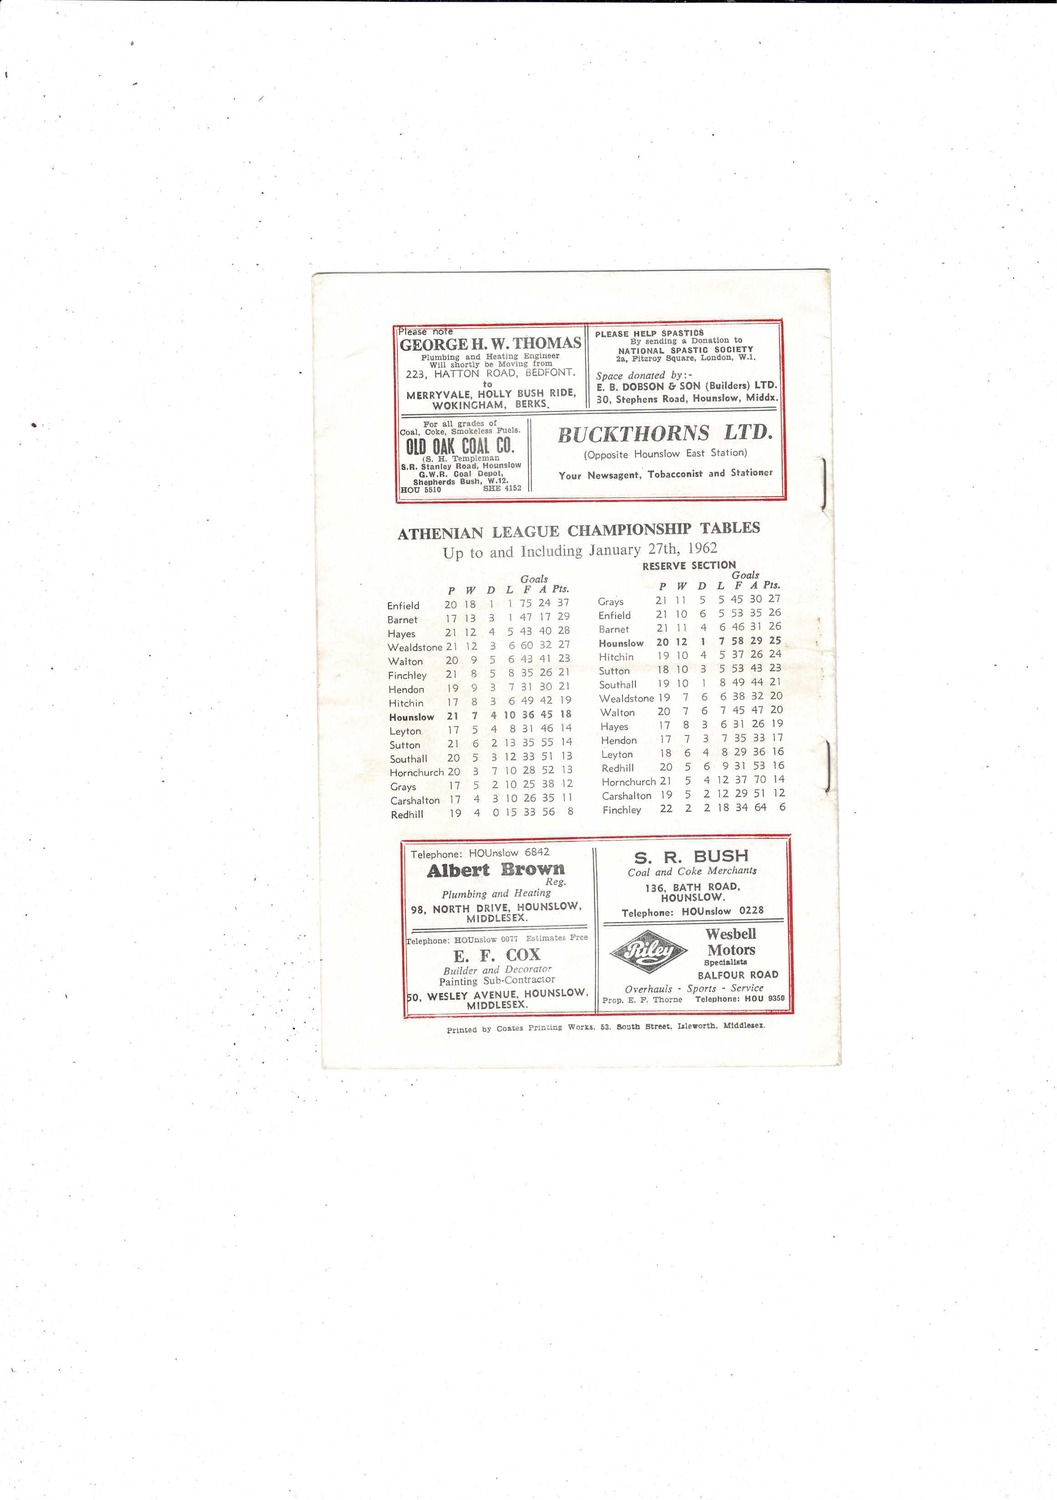 Please note
GEORGE H. W. THOMAS
Plumbing and Heating Engineer
Will shortly be Moving from
223, HATTON ROAD, BEDFONT.
to
MERRYVALE, HOLLY BUSH RIDE,
WOKINGHAM, BERKS.
PLEASE HELP SPASTICS
By sending a Donation to
NATIONAL SPASTIC SOCIETY
2a, Fitzroy Square, London, W.1.
Space donated by:-
E. B. DOBSON & SON (Builders) LTD.
30, Stephens Road, Hounslow, Middx.
For all grades of
Coal, Coke, Smokeless Fuels.
OLD OAK COAL CO.
(S. H. Templeman
S.R. Stanley Road, Hounslow
G.W.R. Coal Depot,
Shepherds Bush, W.12.
HOU 5510 SHE 4152
BUCKTHORNS LTD.
(Opposite Hounslow East Station)
Your Newsagent, Tobacconist and Stationer
ATHENIAN LEAGUE CHAMPIONSHIP TABLES
Up to and Including January 27th, 1962
Goals
P W D L F A Pts.
Enfield 20 18 1 1 75 24 37
Barnet 17 13 3 1 47 17 29
Hayes 21 12 4 5 43 40 28
Wealdstone 21 12 3 6 60 32 27
Walton 20 9 5 6 43 41 23
Finchley 21 8 5 8 35 26 21
Hendon 19 9 3 7 31 30 21
Hitchin 17 8 3 6 49 42 19
Hounslow 21 7 4 10 36 45 18
Leyton 17 5 4 8 31 46 14
Sutton 21 6 2 13 35 55 14
Southall 20 5 3 12 33 51 13
Hornchurch 20 3 7 10 28 52 13
Grays 17 5 2 10 25 38 12
Carshalton 17 4 3 10 26 35 11
Redhill 19 4 0 15 33 56 8
RESERVE SECTION
Goals
P W D L F A Pts.
Grays 21 11 5 5 45 30 27
Enfield 21 10 6 5 53 35 26
Barnet 21 11 4 6 46 31 26
Hounslow 20 12 1 7 58 29 25
Hitchin 19 10 4 5 37 26 24
Sutton 18 10 3 5 53 43 23
Southall 19 10 1 8 49 44 21
Wealdstone 19 7 6 6 38 32 20
Walton 20 7 6 7 45 47 20
Hayes 17 8 3 6 31 26 19
Hendon 17 7 3 7 35 33 17
Leyton 18 6 4 8 29 36 16
Redhill 20 5 6 9 31 53 16
Hornchurch 21 5 4 12 37 70 14
Carshalton 19 5 2 12 29 51 12
Finchley 22 2 2 18 34 64 6
Telephone: HOUnslow 6842
Albert Brown
Reg.
Plumbing and Heating
98, NORTH DRIVE, HOUNSLOW,
MIDDLESEX.
S. R. BUSH
Coal and Coke Merchants
136, BATH ROAD,
HOUNSLOW.
Telephone: HOUnslow 0228
Telephone: HOUnslow 0077 Estimates Free
E. F. COX
Builder and Decorator
Painting Sub-Contractor
50, WESLEY AVENUE, HOUNSLOW,
MIDDLESEX.
Riley
Wesbell
Motors
Specialists
BALFOUR ROAD
Overhauls - Sports - Service
Prop. E. F. Thorne Telephone: HOU 9350
Printed by Coates Printing Works, 53, South Street, Isleworth, Middlesex.